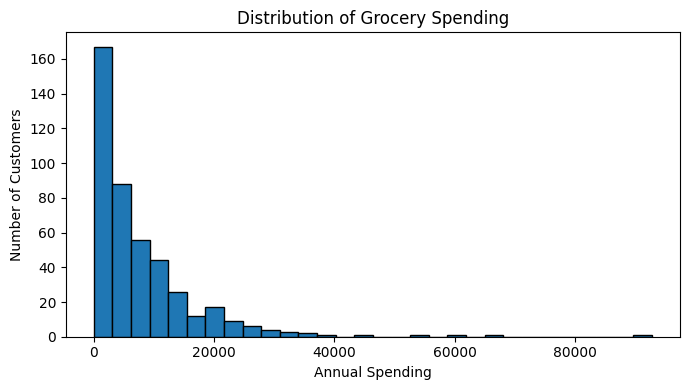 Distribution of Grocery Spending
Number of Customers
160
140
120
100
80
60
40
20
0
0 20000 40000 60000 80000
Annual Spending